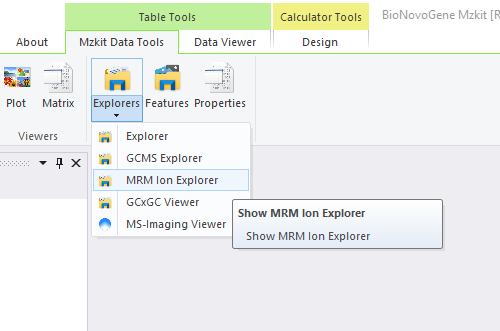 Table Tools
Calculator Tools
BioNovoGene Mzkit [R
About
Mzkit Data Tools
Data Viewer
Design
Plot
Matrix
Explorers
Features
Properties
Viewers
Explorer
GCMS Explorer
MRM Ion Explorer
GCxGC Viewer
MS-Imaging Viewer
Show MRM Ion Explorer
Show MRM Ion Explorer